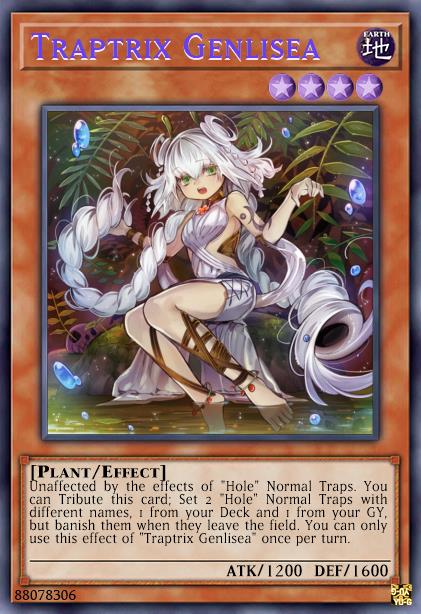 Traptrix Genlisea
EARTH
地
[Plant/Effect]
Unaffected by the effects of "Hole" Normal Traps. You
can Tribute this card; Set 2 "Hole" Normal Traps with
different names, 1 from your Deck and 1 from your GY,
but banish them when they leave the field. You can only
use this effect of "Traptrix Genlisea" once per turn.
ATK/1200 DEF/1600
88078306